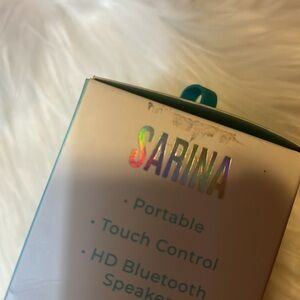 SARINA
• Portable
• Touch Control
• HD Bluetooth
Speaker